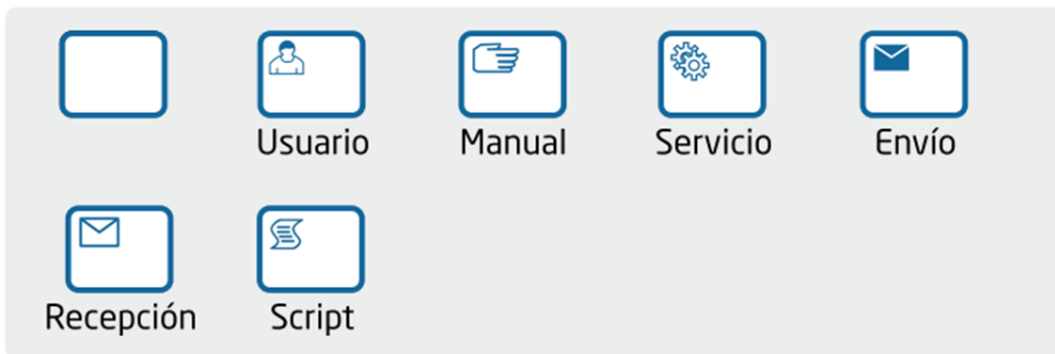 Usuario
Manual
Servicio
Envío
Recepción
Script